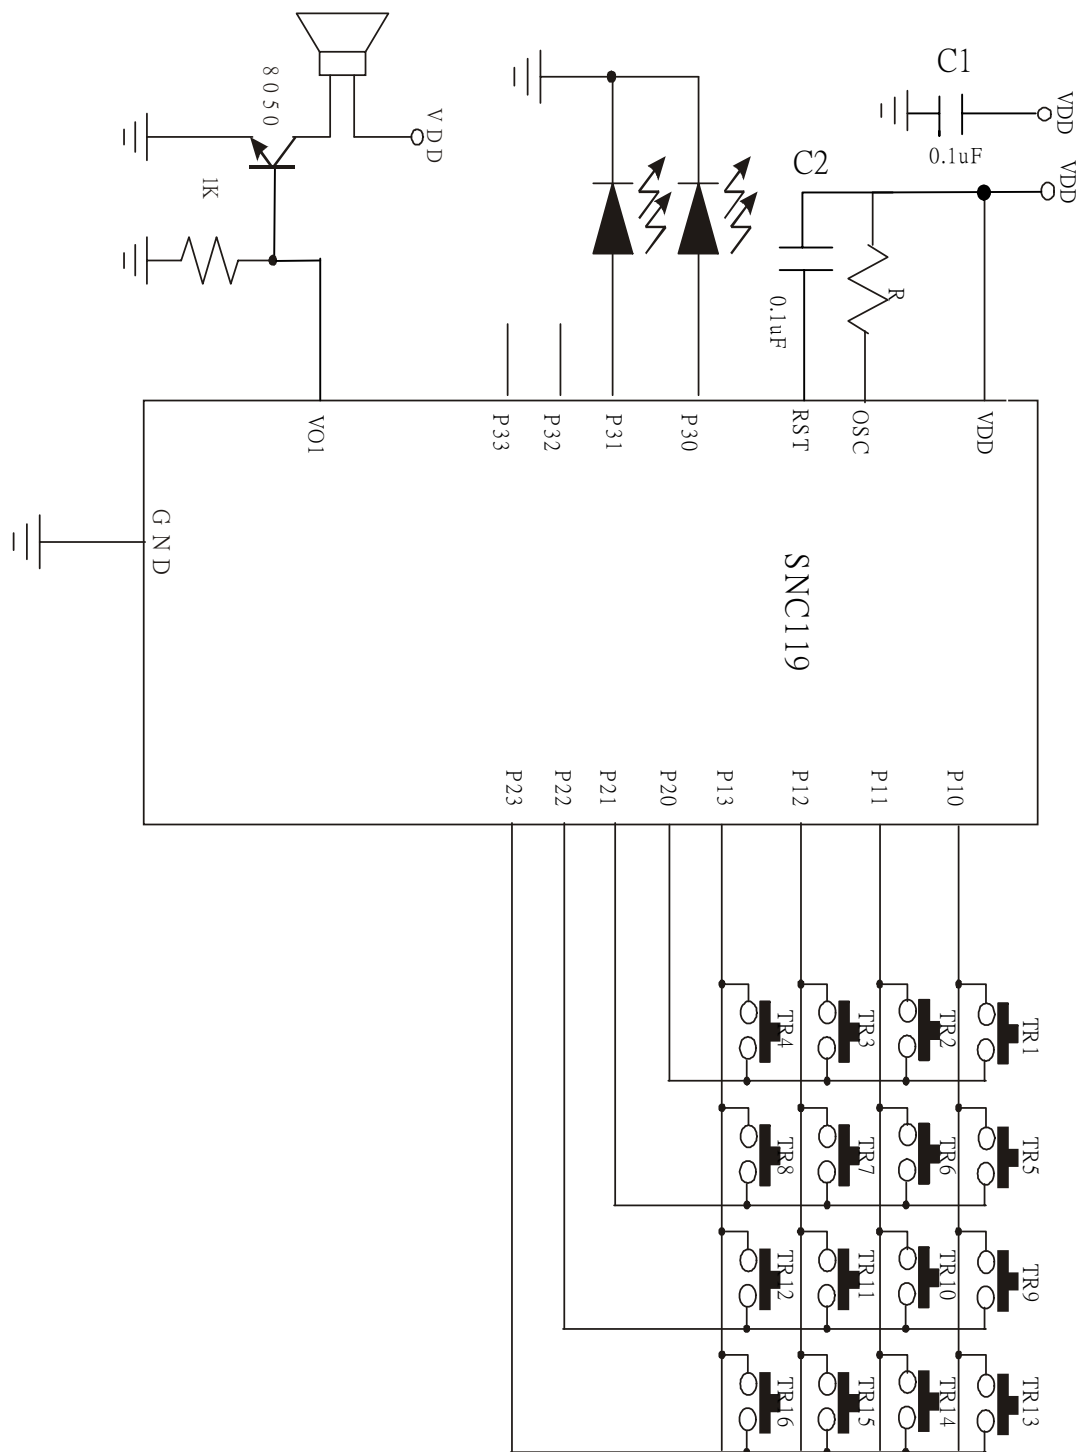 C1
VDD
0.1uF
8050
VDD
C2
VDD
1K
R
0.1uF
VO1
P33
P32
P31
P30
RST
OSC
VDD
GND
SNC119
P23
P22
P21
P20
P13
P12
P11
P10
TR4
TR3
TR2
TR1
TR8
TR7
TR6
TR5
TR12
TR11
TR10
TR9
TR16
TR15
TR14
TR13